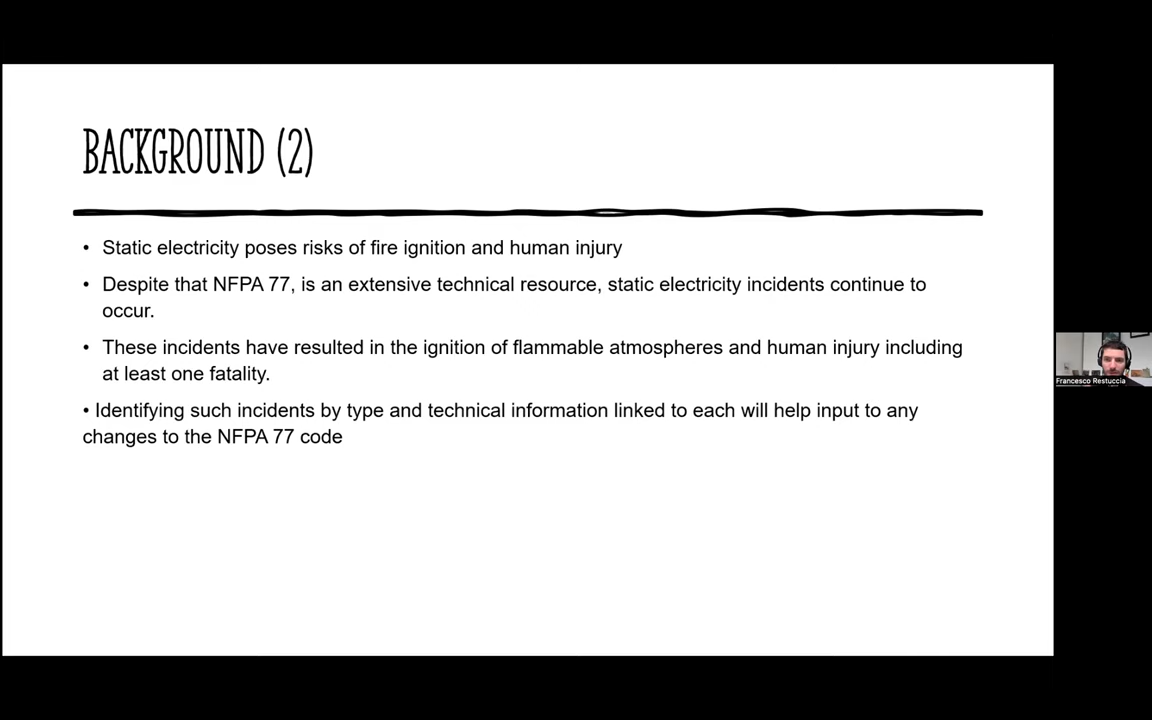 BACKGROUND (2)
• Static electricity poses risks of fire ignition and human injury
• Despite that NFPA 77, is an extensive technical resource, static electricity incidents continue to
occur.
• These incidents have resulted in the ignition of flammable atmospheres and human injury including
at least one fatality.
• Identifying such incidents by type and technical information linked to each will help input to any
changes to the NFPA 77 code
Francesco Restuccia